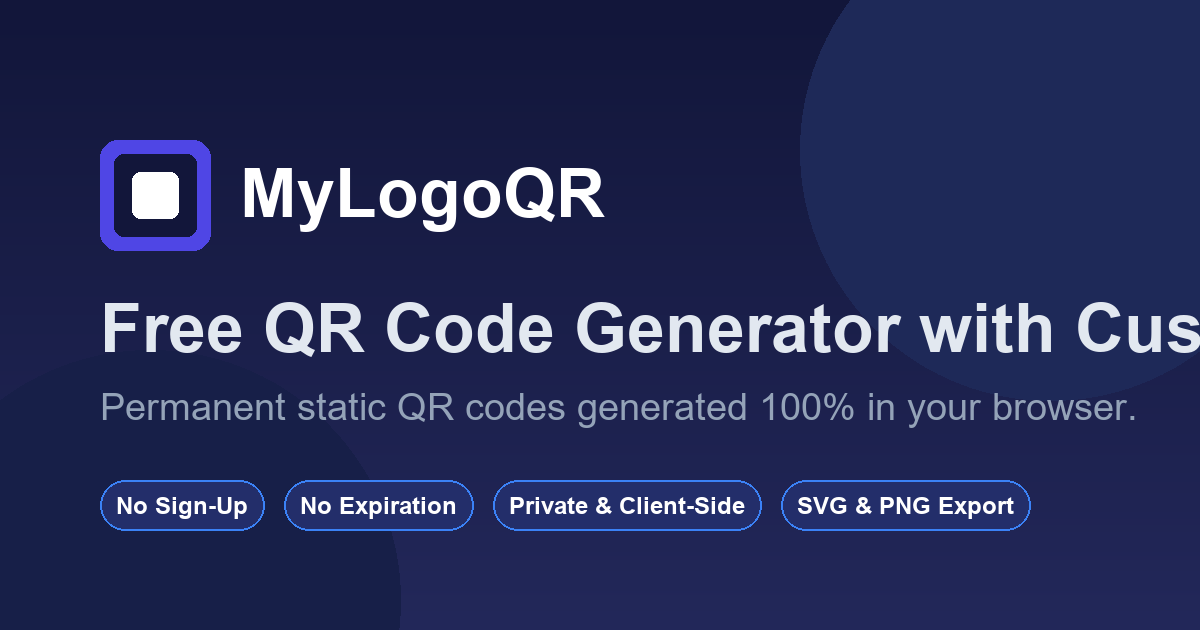 MyLogoQR
Free QR Code Generator with Cus
Permanent static QR codes generated 100% in your browser.
No Sign-Up
No Expiration
Private & Client-Side
SVG & PNG Export